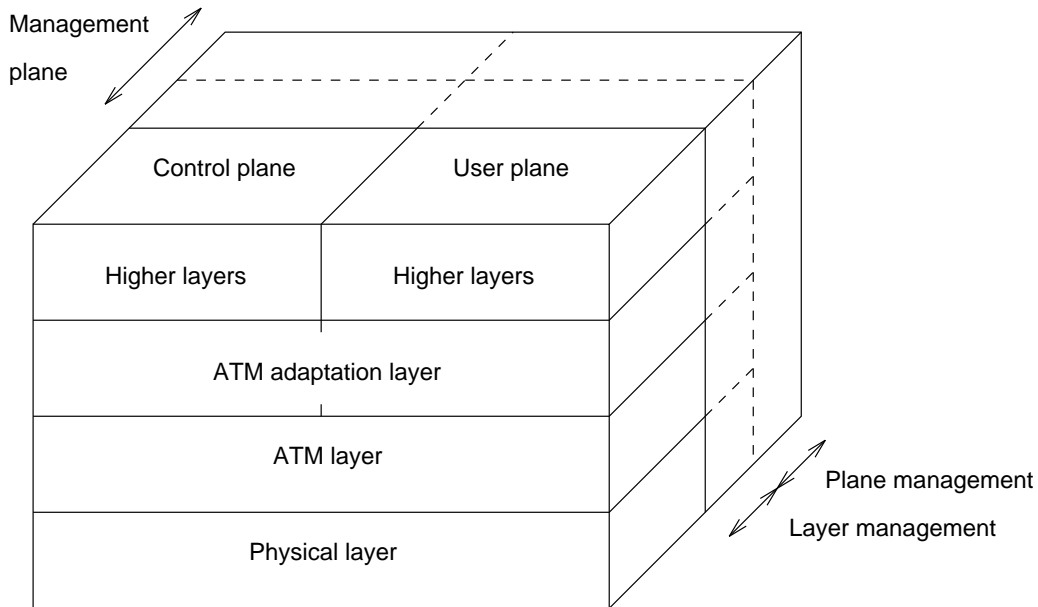 Management
plane
Control plane
User plane
Higher layers
Higher layers
ATM adaptation layer
ATM layer
Plane management
Layer management
Physical layer